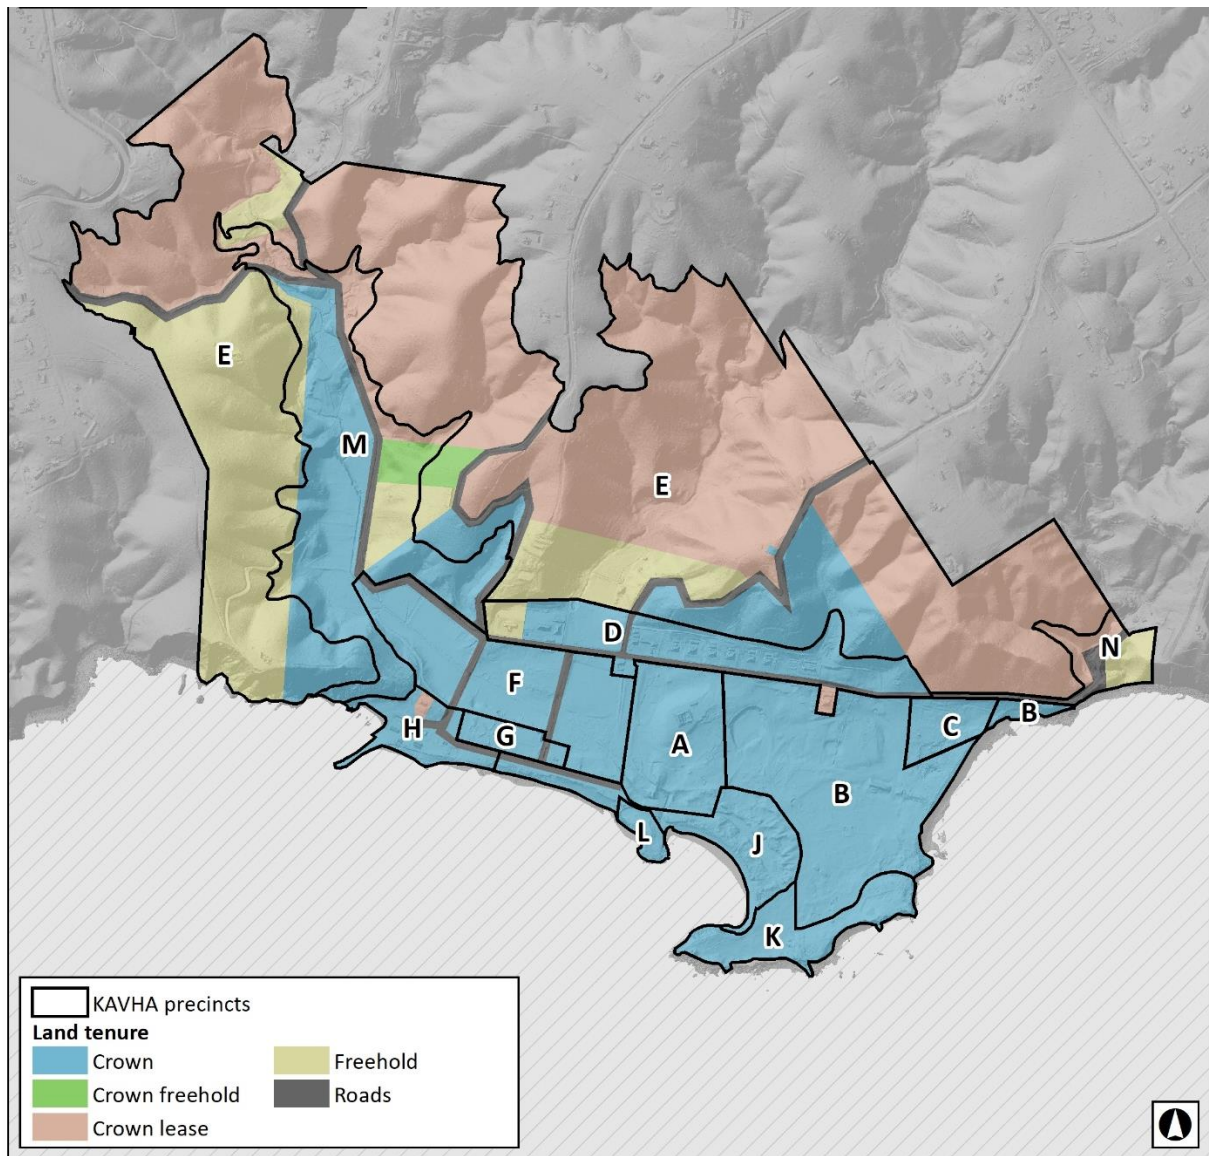 E
M
E
N
D
F
B
C
H
G
A
B
L
J
K
KAVHA precincts
Land tenure
Crown
Freehold
Crown freehold
Roads
Crown lease